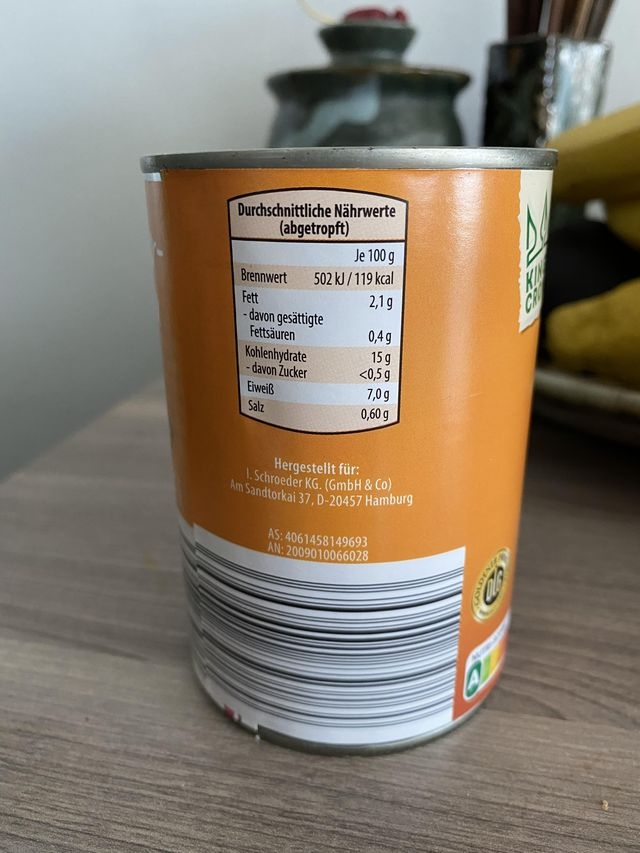 Durchschnittliche Nährwerte
(abgetropft)
Je 100 g
Brennwert 502 kJ / 119 kcal
Fett 2,1 g
- davon gesättigte
Fettsäuren 0,4 g
Kohlenhydrate 15 g
- davon Zucker <0,5 g
Eiweiß 7,0 g
Salz 0,60 g
Hergestellt für:
I. Schroeder KG. (GmbH & Co)
Am Sandtorkai 37, D-20457 Hamburg
AS: 4061458149693
AN: 2009010066028
DLG
A